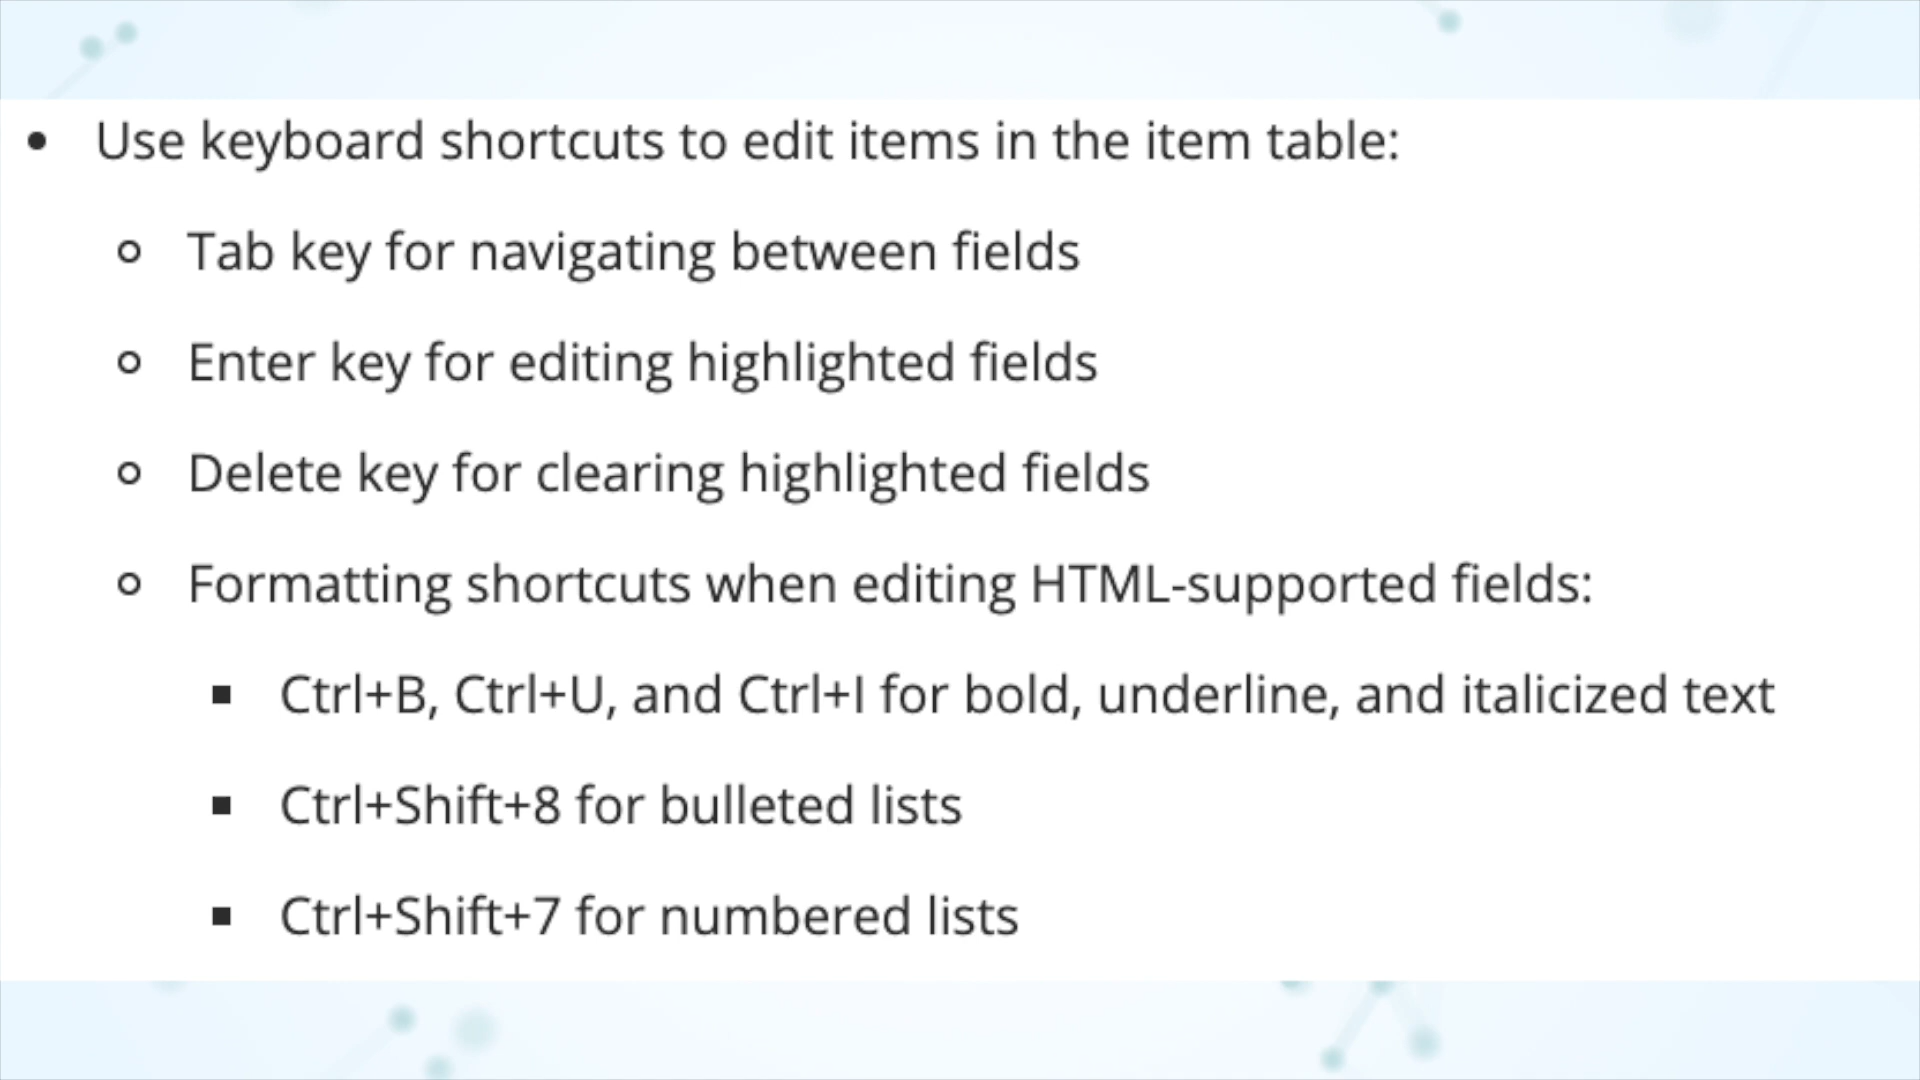 • Use keyboard shortcuts to edit items in the item table:
○ Tab key for navigating between fields
○ Enter key for editing highlighted fields
○ Delete key for clearing highlighted fields
○ Formatting shortcuts when editing HTML-supported fields:
▪ Ctrl+B, Ctrl+U, and Ctrl+I for bold, underline, and italicized text
▪ Ctrl+Shift+8 for bulleted lists
▪ Ctrl+Shift+7 for numbered lists